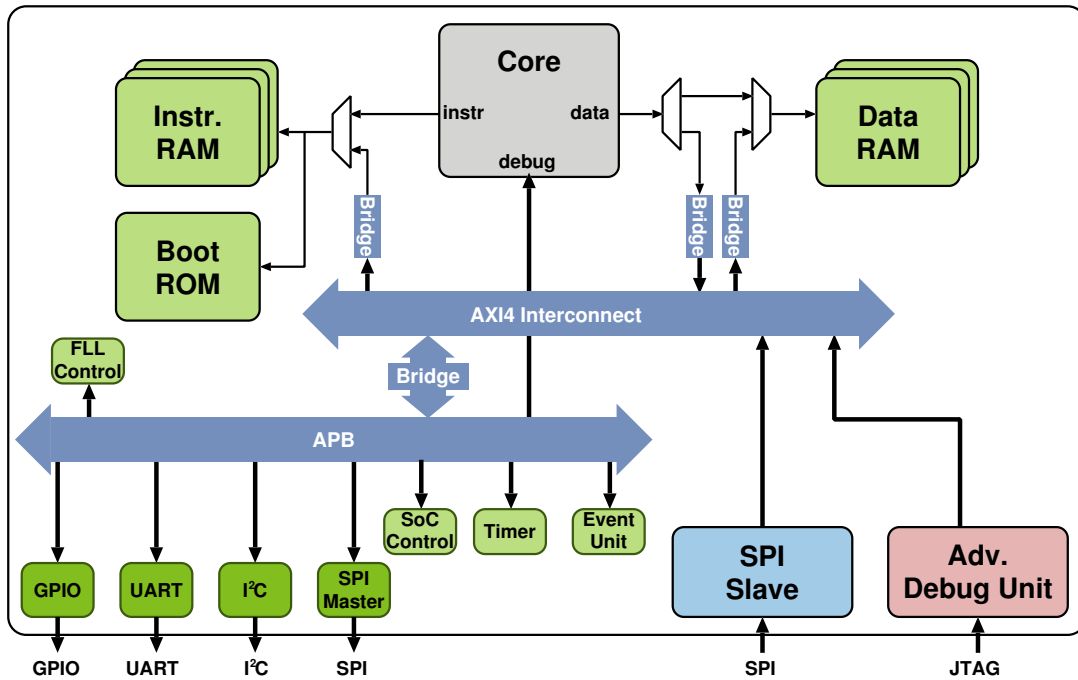 Core
instr
data
debug
Instr.
RAM
Data
RAM
Boot
ROM
Bridge
Bridge
Bridge
AXI4 Interconnect
FLL
Control
Bridge
APB
SoC
Control
Timer
Event
Unit
GPIO
UART
I²C
SPI
Master
SPI
Slave
Adv.
Debug Unit
GPIO
UART
I²C
SPI
SPI
JTAG